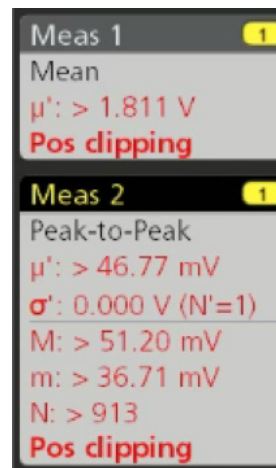 Meas 1 1
Mean
μ': > 1.811 V
Pos clipping
Meas 2 1
Peak-to-Peak
μ': > 46.77 mV
σ': 0.000 V (N'=1)
M: > 51.20 mV
m: > 36.71 mV
N: > 913
Pos clipping